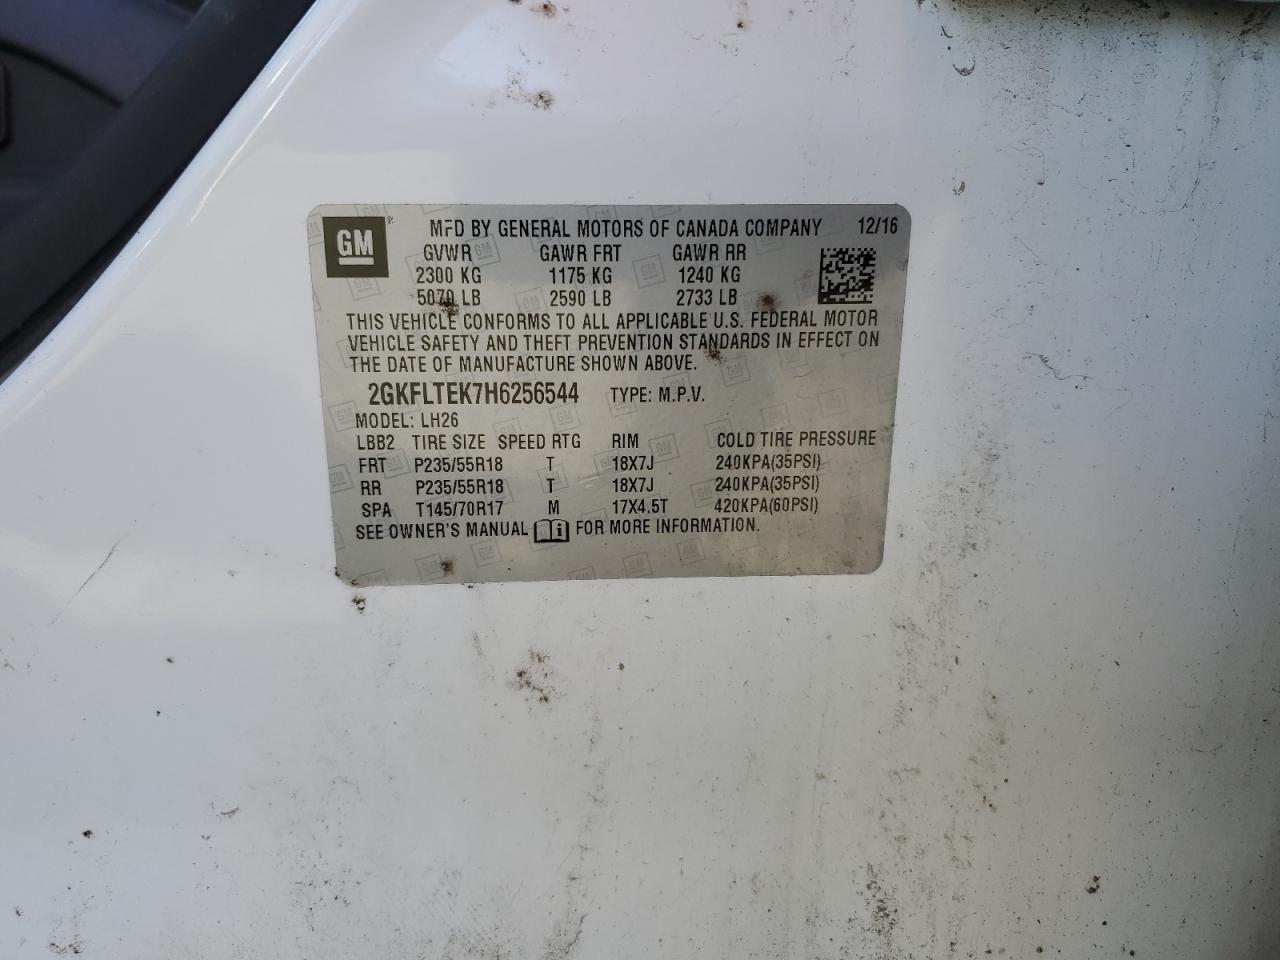 GM
MFD BY GENERAL MOTORS OF CANADA COMPANY 12/16
GVWR GAWR FRT GAWR RR
2300 KG 1175 KG 1240 KG
5070 LB 2590 LB 2733 LB
THIS VEHICLE CONFORMS TO ALL APPLICABLE U.S. FEDERAL MOTOR
VEHICLE SAFETY AND THEFT PREVENTION STANDARDS IN EFFECT ON
THE DATE OF MANUFACTURE SHOWN ABOVE.
2GKFLTEK7H6256544 TYPE: M.P.V.
MODEL: LH26
LBB2 TIRE SIZE SPEED RTG RIM COLD TIRE PRESSURE
FRT P235/55R18 T 18X7J 240KPA(35PSI)
RR P235/55R18 T 18X7J 240KPA(35PSI)
SPA T145/70R17 M 17X4.5T 420KPA(60PSI)
SEE OWNER'S MANUAL i FOR MORE INFORMATION.